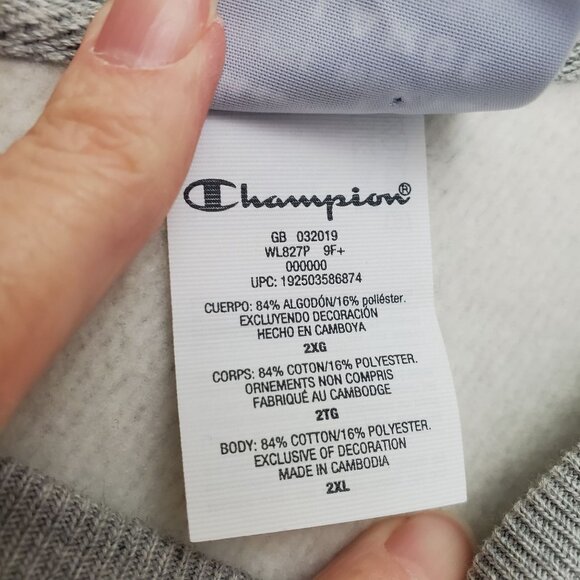 Champion®
GB 032019
WL827P 9F+
000000
UPC: 192503586874
CUERPO: 84% ALGODÓN/16% poliéster.
EXCLUYENDO DECORACIÓN
HECHO EN CAMBOYA
2XG
CORPS: 84% COTON/16% POLYESTER.
ORNEMENTS NON COMPRIS
FABRIQUÉ AU CAMBODGE
2TG
BODY: 84% COTTON/16% POLYESTER.
EXCLUSIVE OF DECORATION
MADE IN CAMBODIA
2XL